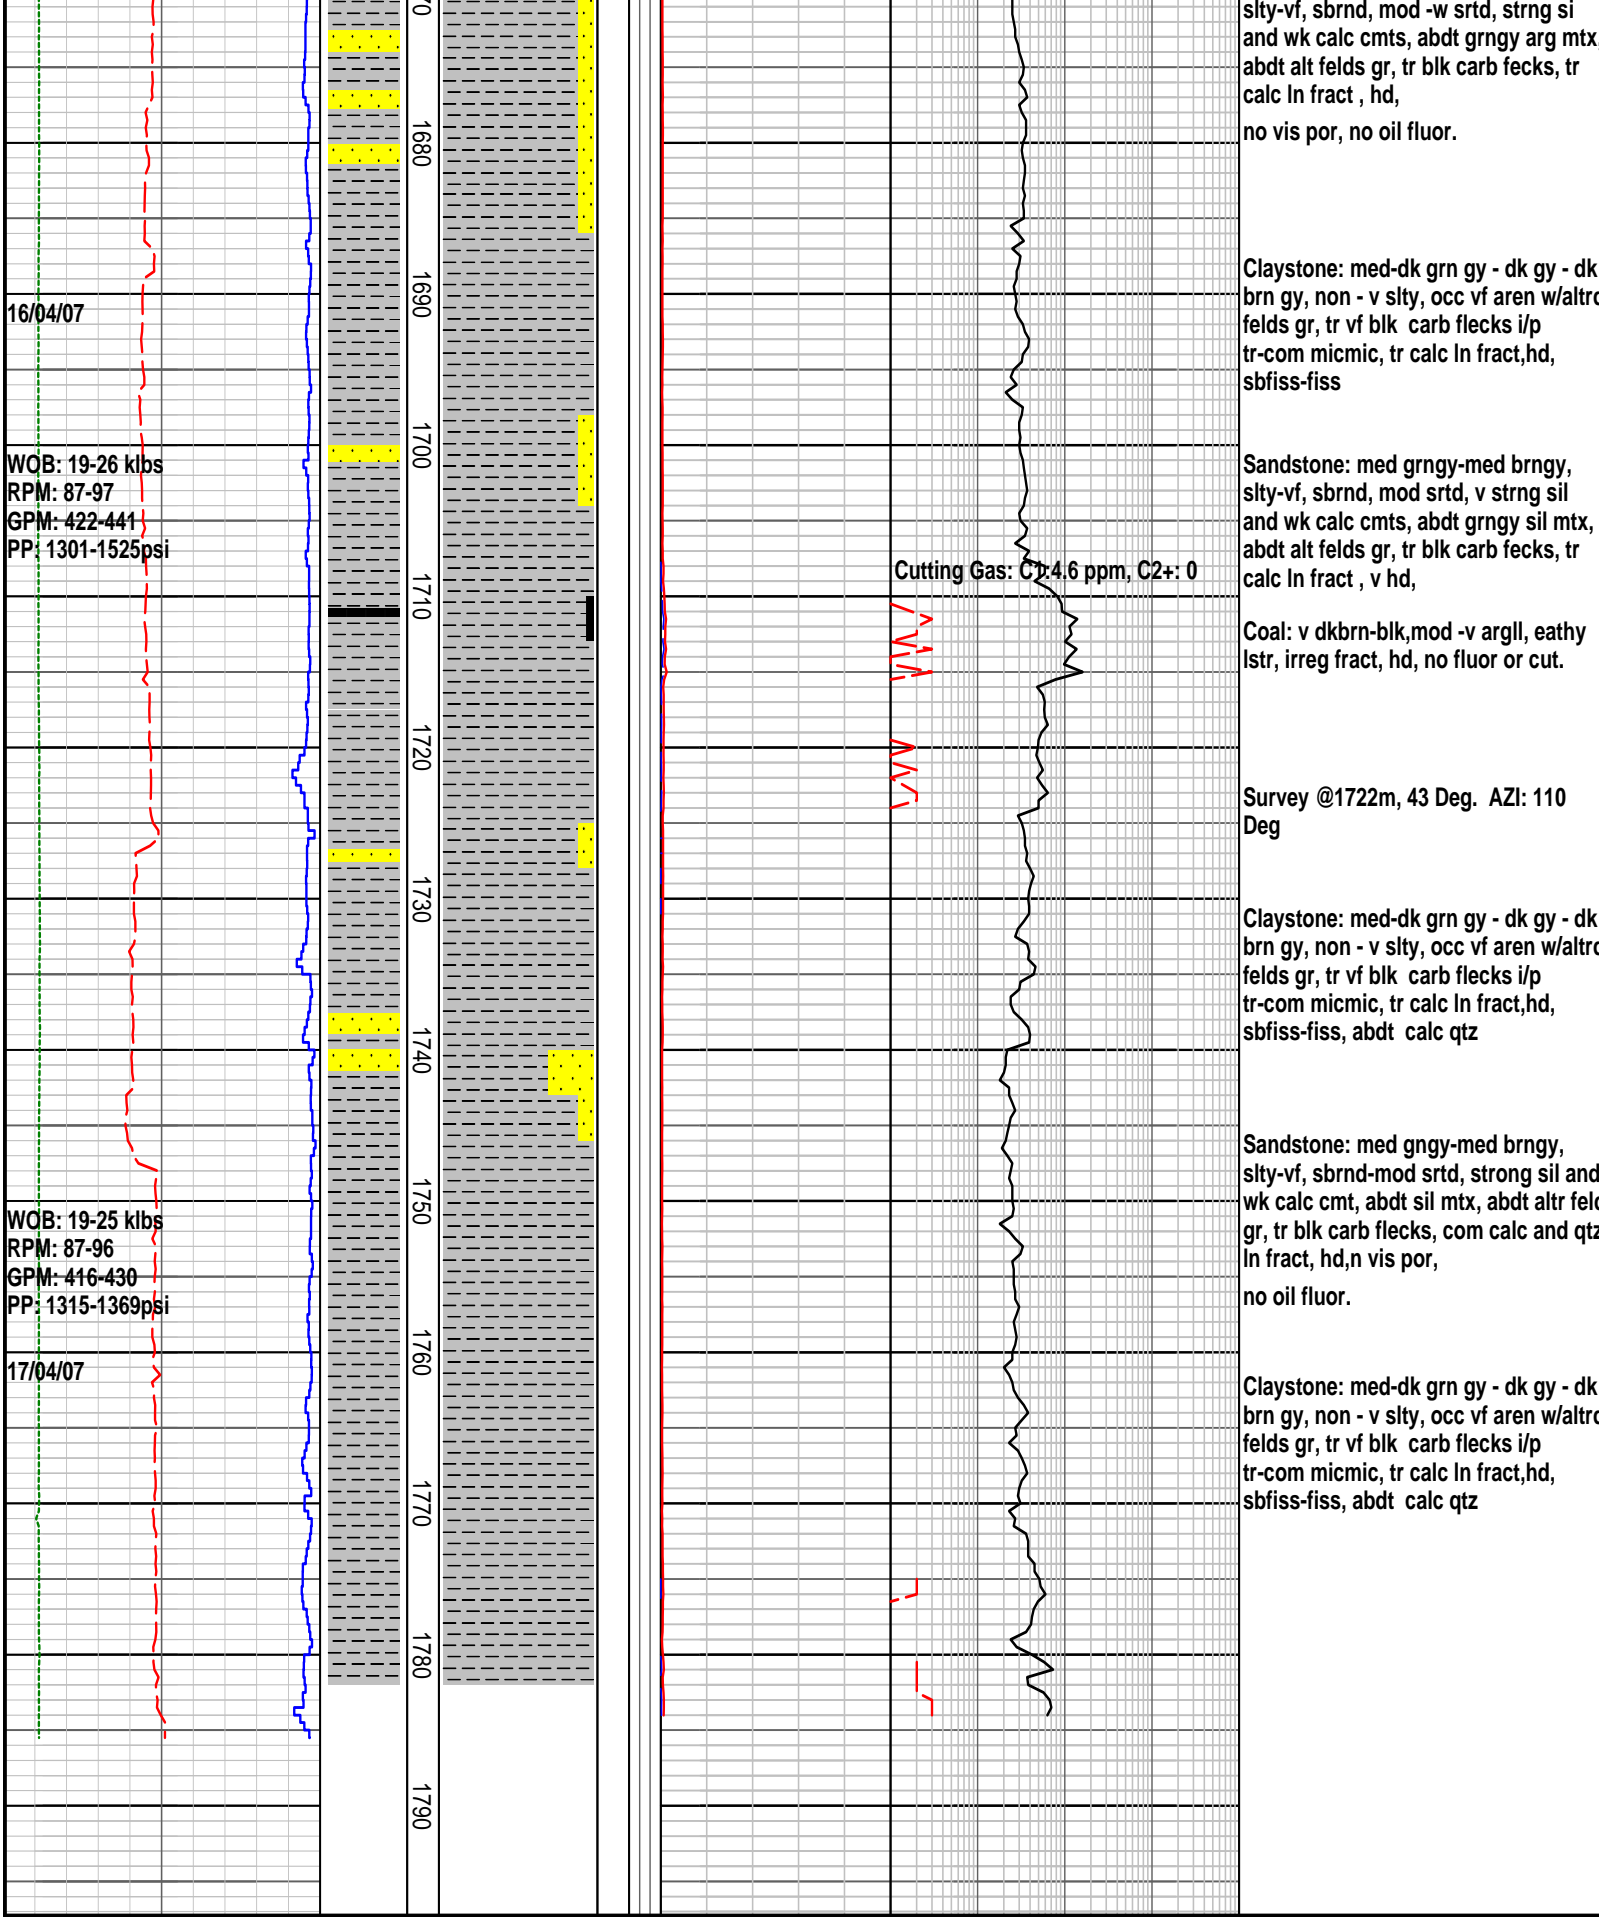 16/04/07
WOB: 19-26 klbs
RPM: 87-97
GPM: 422-441
PP: 1301-1525psi
WOB: 19-25 klbs
RPM: 87-96
GPM: 416-430
PP: 1315-1369psi
17/04/07
1680
1690
1700
1710
1720
1730
1740
1750
1760
1770
1780
1790
Cutting Gas: C1:4.6 ppm, C2+: 0
slty-vf, sbrnd, mod -w srtd, strng si
and wk calc cmts, abdt grngy arg mtx,
abdt alt felds gr, tr blk carb fecks, tr
calc ln fract , hd,
no vis por, no oil fluor.
Claystone: med-dk grn gy - dk gy - dk
brn gy, non - v slty, occ vf aren w/altrd
felds gr, tr vf blk carb flecks i/p
tr-com micmic, tr calc ln fract,hd,
sbfiss-fiss
Sandstone: med grngy-med brngy,
slty-vf, sbrnd, mod srtd, v strng sil
and wk calc cmts, abdt grngy sil mtx,
abdt alt felds gr, tr blk carb fecks, tr
calc ln fract , v hd,
Coal: v dkbrn-blk,mod -v argll, eathy
lstr, irreg fract, hd, no fluor or cut.
Survey @1722m, 43 Deg. AZI: 110
Deg
Claystone: med-dk grn gy - dk gy - dk
brn gy, non - v slty, occ vf aren w/altrd
felds gr, tr vf blk carb flecks i/p
tr-com micmic, tr calc ln fract,hd,
sbfiss-fiss, abdt calc qtz
Sandstone: med gngy-med brngy,
slty-vf, sbrnd-mod srtd, strong sil and
wk calc cmt, abdt sil mtx, abdt altr feld
gr, tr blk carb flecks, com calc and qtz
ln fract, hd,n vis por,
no oil fluor.
Claystone: med-dk grn gy - dk gy - dk
brn gy, non - v slty, occ vf aren w/altrd
felds gr, tr vf blk carb flecks i/p
tr-com micmic, tr calc ln fract,hd,
sbfiss-fiss, abdt calc qtz